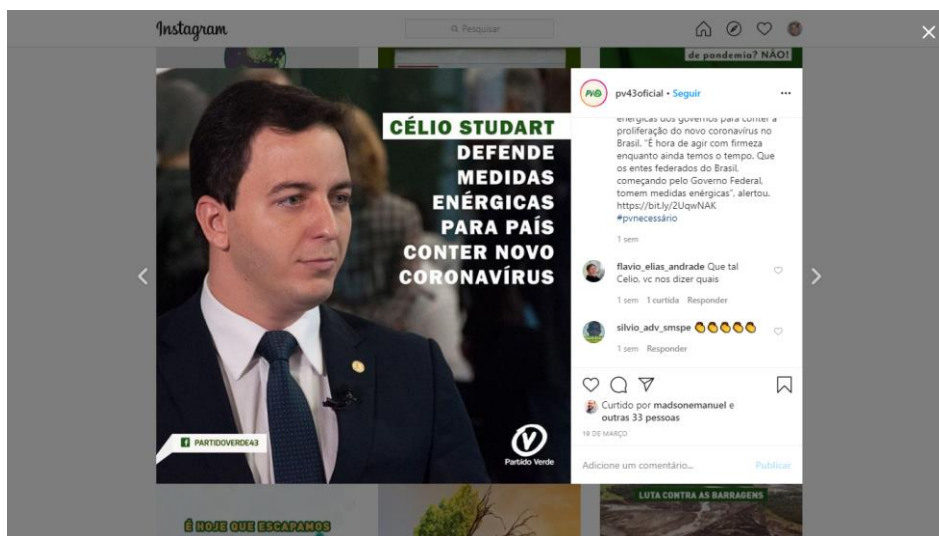 Instagram
Pesquisar
de pandemia? NÃO!
CÉLIO STUDART
DEFENDE
MEDIDAS
ENÉRGICAS
PARA PAÍS
CONTER NOVO
CORONAVÍRUS
PARTIDOVERDE43
Partido Verde
pv43oficial • Seguir
enérgicas dos governos para conter a
proliferação do novo coronavírus no
Brasil. "É hora de agir com firmeza
enquanto ainda temos o tempo. Que
os entes federados do Brasil,
começando pelo Governo Federal,
tomem medidas enérgicas", alertou.
https://bit.ly/2UqwNAK
#pvnecessário
1 sem
flavio_elias_andrade Que tal
Celio, vc nos dizer quais
1 sem 1 curtida Responder
silvio_adv_smspe 👏👏👏👏👏
1 sem Responder
Curtido por madsonemanuel e
outras 33 pessoas
19 DE MARÇO
Adicione um comentário... Publicar
É HOJE QUE ESCAPAMOS
LUTA CONTRA AS BARRAGENS